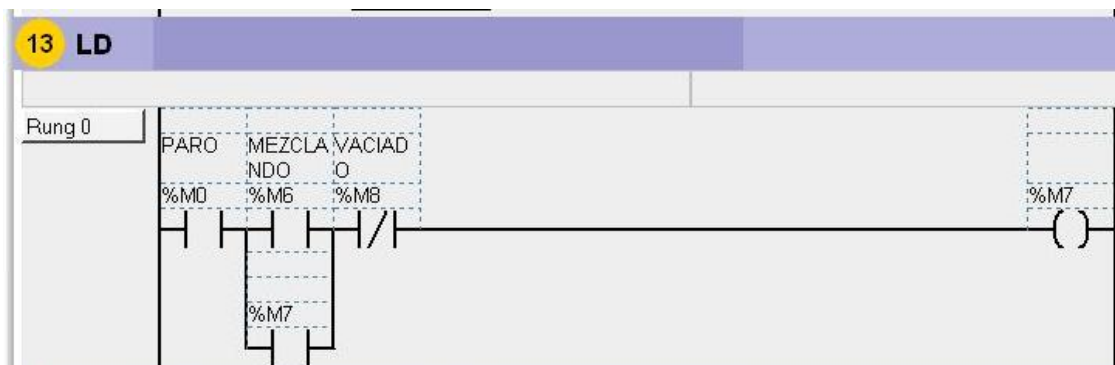 13 LD
Rung 0
PARO MEZCLA VACIAD
NDO O
%M0 %M6 %M8 %M7
%M7